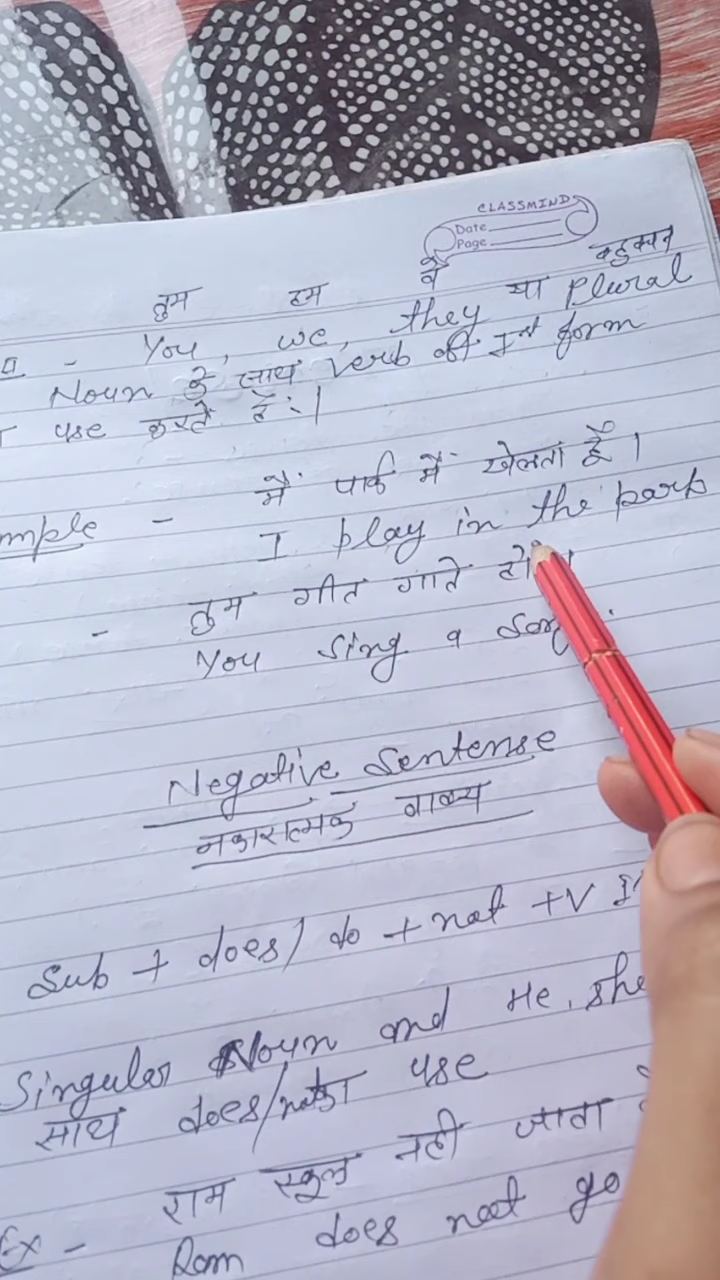 CLASSMIND
Date
Page
तुम हम वे बहुवचन
You, we, they या Plural
Noun के साथ verb की Ist form
use करते हैं।
मैं पार्क में खेलता हूँ।
mple - I play in the park
- तुम गीत गाते हो
You sing a son
Negative Sentense
नकारात्मक वाक्य
Sub + does/do + not + V I
Singular Noun and He, she
साथ does/not का use
राम स्कूल नही जाता
Ex - Ram does not go